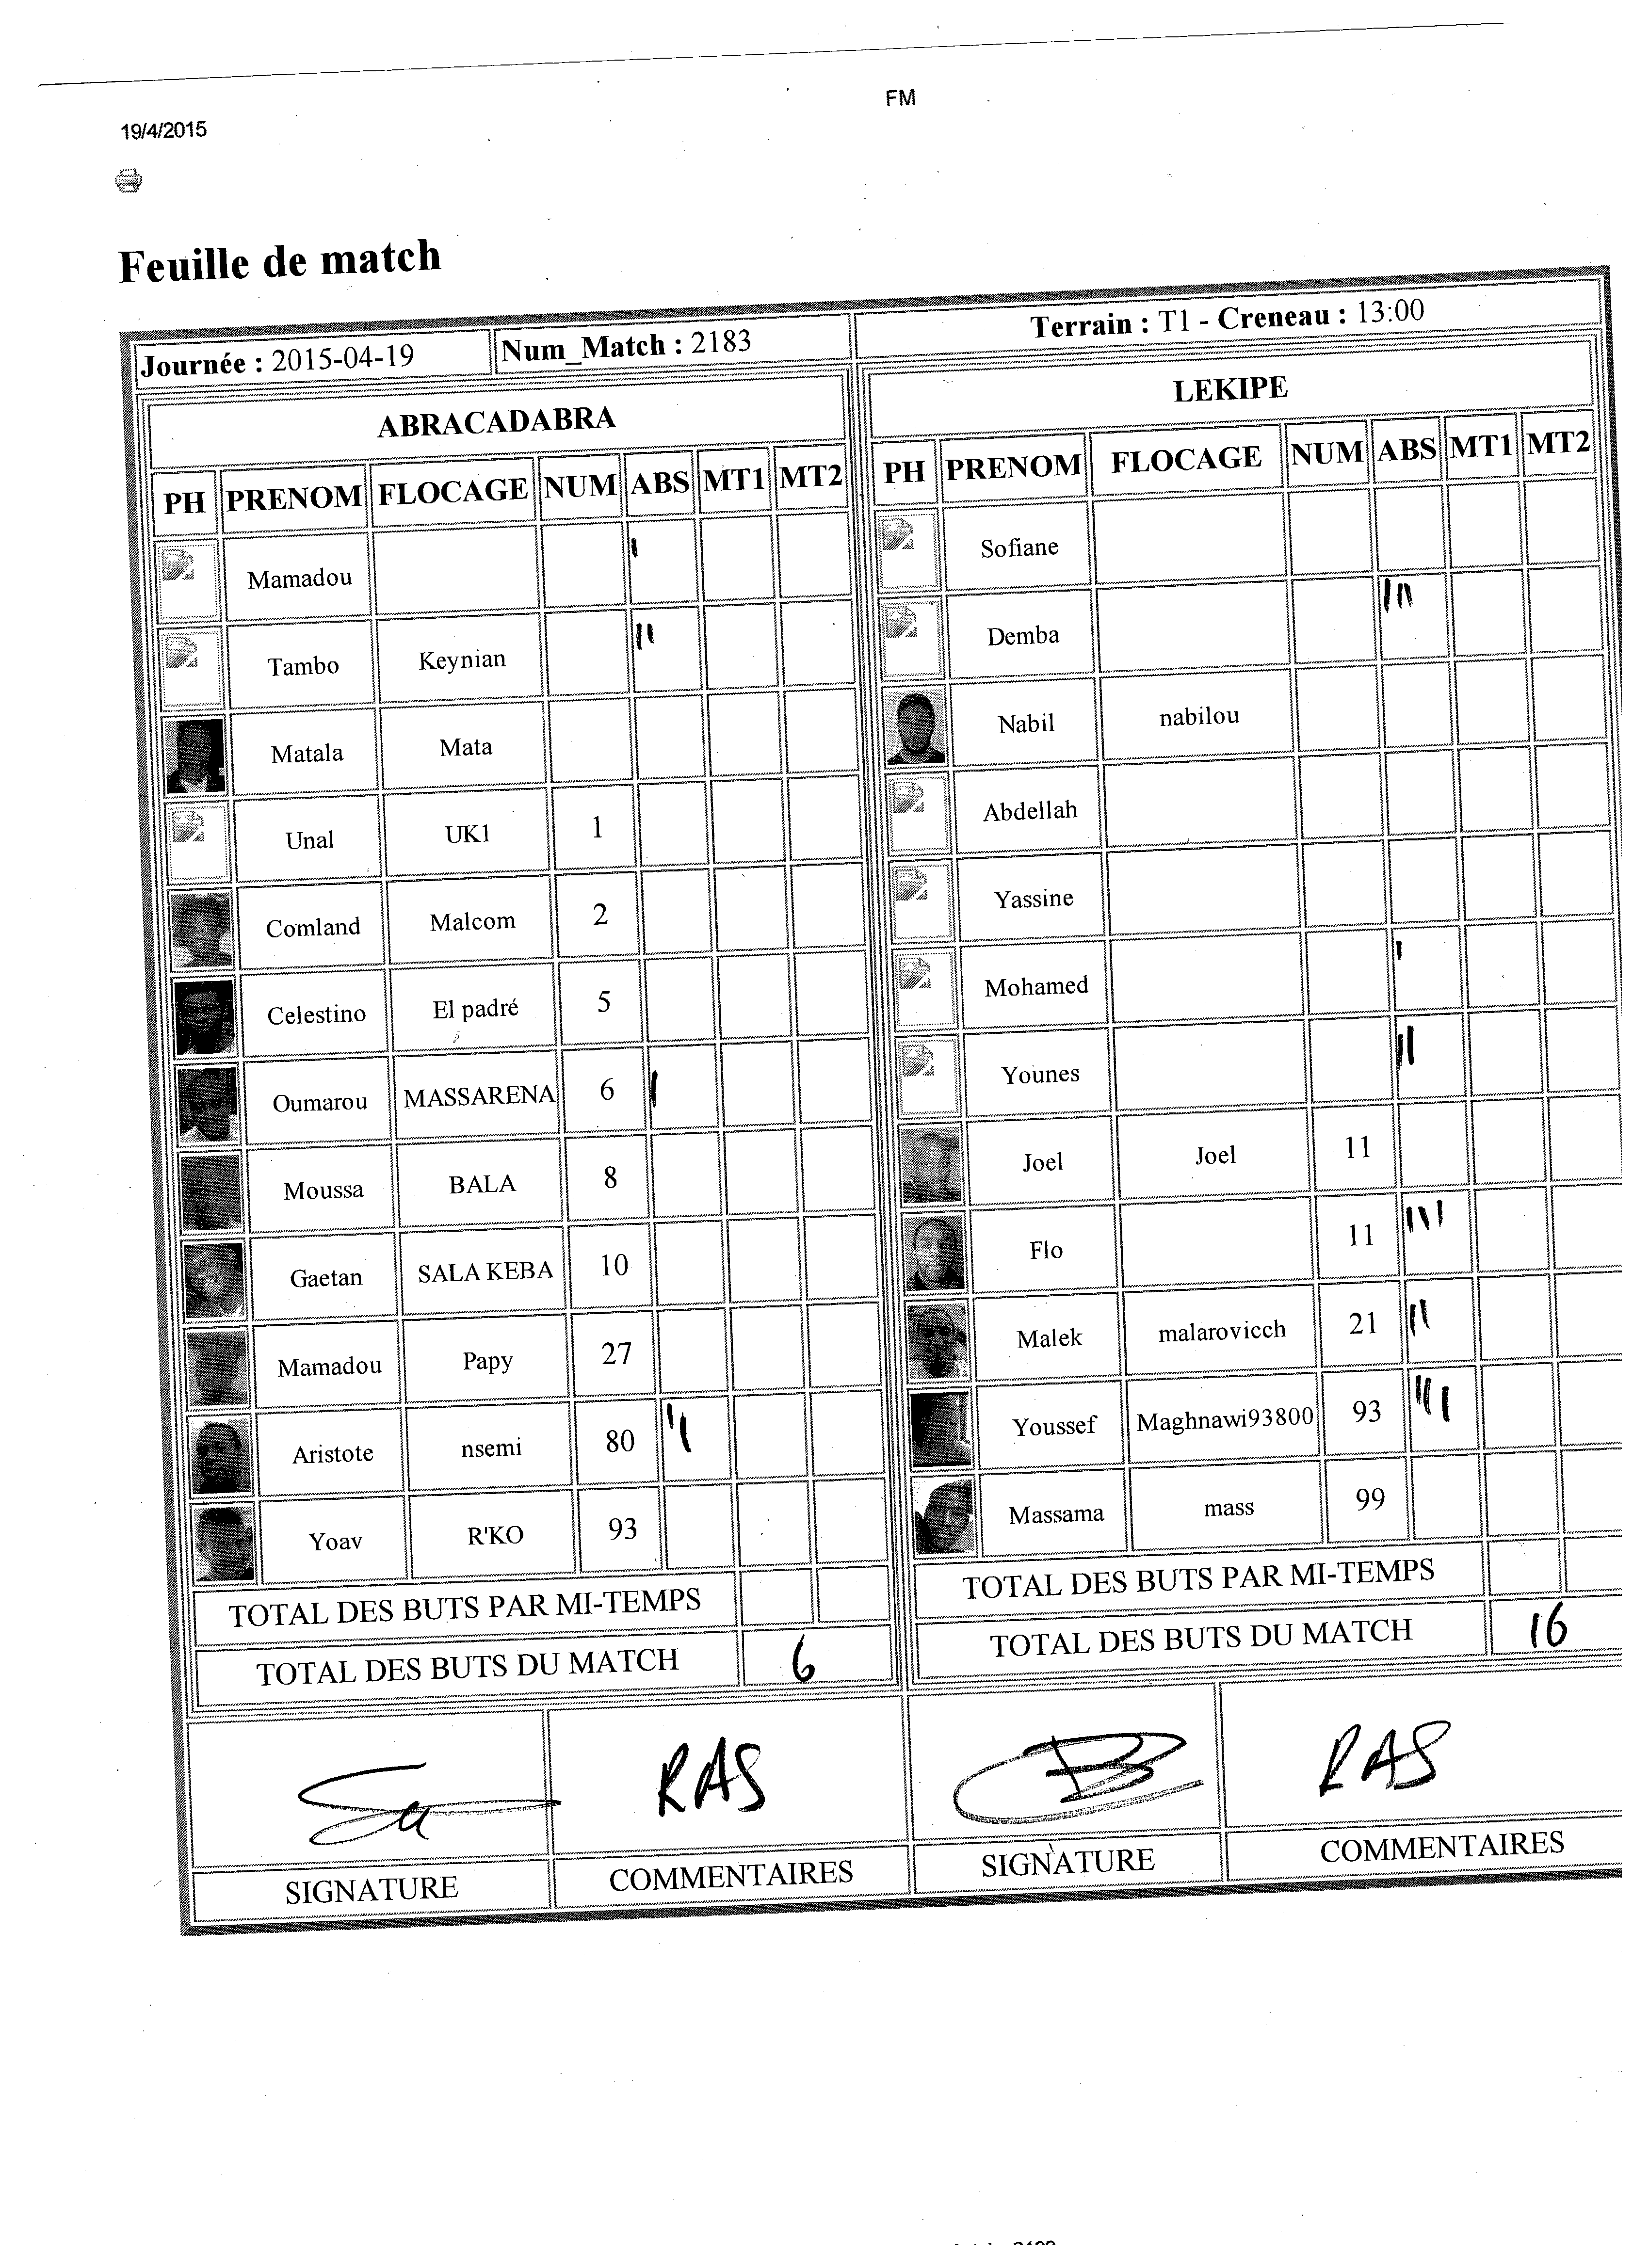 FM
19/4/2015
Feuille de match
Journée : 2015-04-19 Num_Match : 2183 Terrain : T1 - Creneau : 13:00
ABRACADABRA
PH PRENOM FLOCAGE NUM ABS MT1 MT2
Mamadou I
Tambo Keynian II
Matala Mata
Unal UK1 1
Comland Malcom 2
Celestino El padré 5
Oumarou MASSARENA 6 I
Moussa BALA 8
Gaetan SALA KEBA 10
Mamadou Papy 27
Aristote nsemi 80 II
Yoav R'KO 93
TOTAL DES BUTS PAR MI-TEMPS
TOTAL DES BUTS DU MATCH 6
LEKIPE
PH PRENOM FLOCAGE NUM ABS MT1 MT2
Sofiane
Demba III
Nabil nabilou
Abdellah
Yassine
Mohamed I
Younes II
Joel Joel 11
Flo 11 III
Malek malarovicch 21 II
Youssef Maghnawi93800 93 IIII
Massama mass 99
TOTAL DES BUTS PAR MI-TEMPS
TOTAL DES BUTS DU MATCH 16
RAS
SIGNATURE COMMENTAIRES
RAS
SIGNATURE COMMENTAIRES